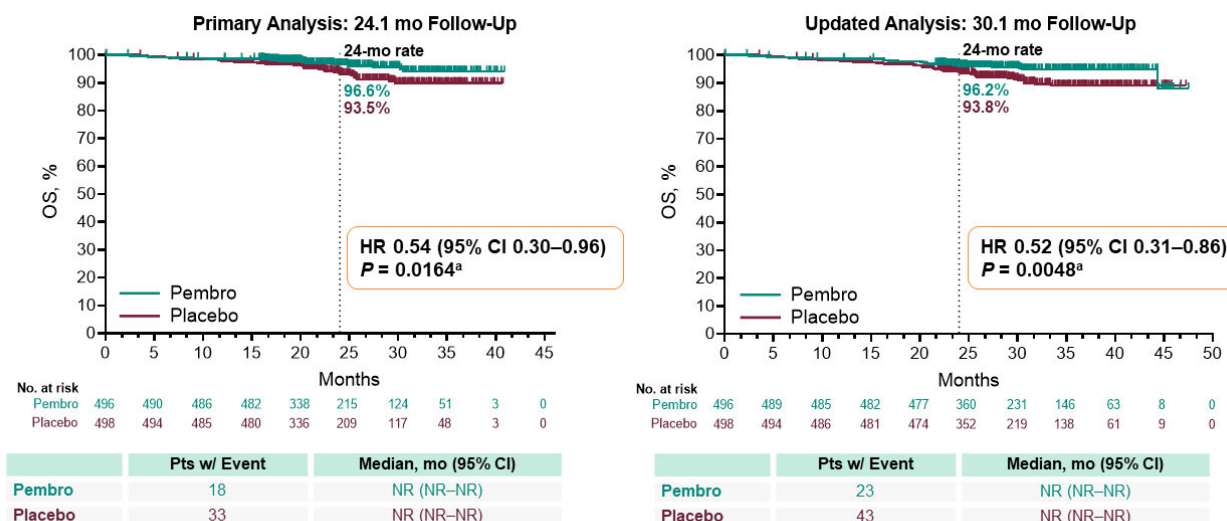 Primary Analysis: 24.1 mo Follow-Up
24-mo rate
96.6%
93.5%
OS, %
100
90
80
70
60
50
40
30
20
10
0
HR 0.54 (95% CI 0.30–0.96)
P = 0.0164ᵃ
Pembro
Placebo
0 5 10 15 20 25 30 35 40 45
Months
No. at risk
Pembro 496 490 486 482 338 215 124 51 3 0
Placebo 498 494 485 480 336 209 117 48 3 0
Pts w/ Event Median, mo (95% CI)
Pembro 18 NR (NR–NR)
Placebo 33 NR (NR–NR)
Updated Analysis: 30.1 mo Follow-Up
24-mo rate
96.2%
93.8%
OS, %
100
90
80
70
60
50
40
30
20
10
0
HR 0.52 (95% CI 0.31–0.86)
P = 0.0048ᵃ
Pembro
Placebo
0 5 10 15 20 25 30 35 40 45 50
Months
No. at risk
Pembro 496 489 485 482 477 360 231 146 63 8 0
Placebo 498 494 486 481 474 352 219 138 61 9 0
Pts w/ Event Median, mo (95% CI)
Pembro 23 NR (NR–NR)
Placebo 43 NR (NR–NR)